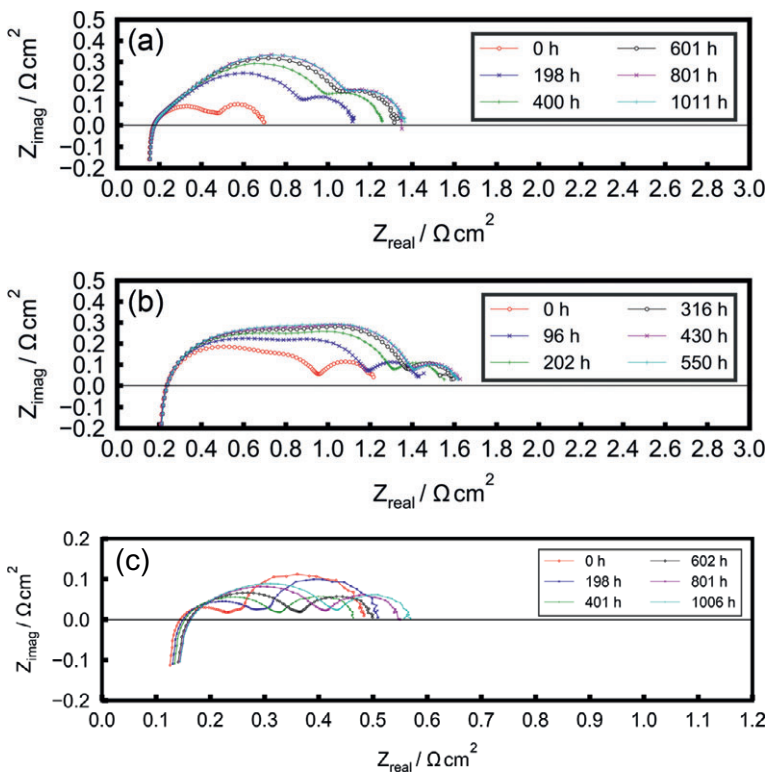 (a)
0.5
0.4
0.3
0.2
0.1
0.0
−0.1
−0.2
Z_imag / Ω cm²
0 h
198 h
400 h
601 h
801 h
1011 h
0.0 0.2 0.4 0.6 0.8 1.0 1.2 1.4 1.6 1.8 2.0 2.2 2.4 2.6 2.8 3.0
Z_real / Ω cm²
(b)
0.5
0.4
0.3
0.2
0.1
0.0
−0.1
−0.2
Z_imag / Ω cm²
0 h
96 h
202 h
316 h
430 h
550 h
0.0 0.2 0.4 0.6 0.8 1.0 1.2 1.4 1.6 1.8 2.0 2.2 2.4 2.6 2.8 3.0
Z_real / Ω cm²
(c)
0.2
0.1
0.0
−0.1
−0.2
Z_imag / Ω cm²
0 h
198 h
401 h
602 h
801 h
1006 h
0.0 0.1 0.2 0.3 0.4 0.5 0.6 0.7 0.8 0.9 1.0 1.1 1.2
Z_real / Ω cm²